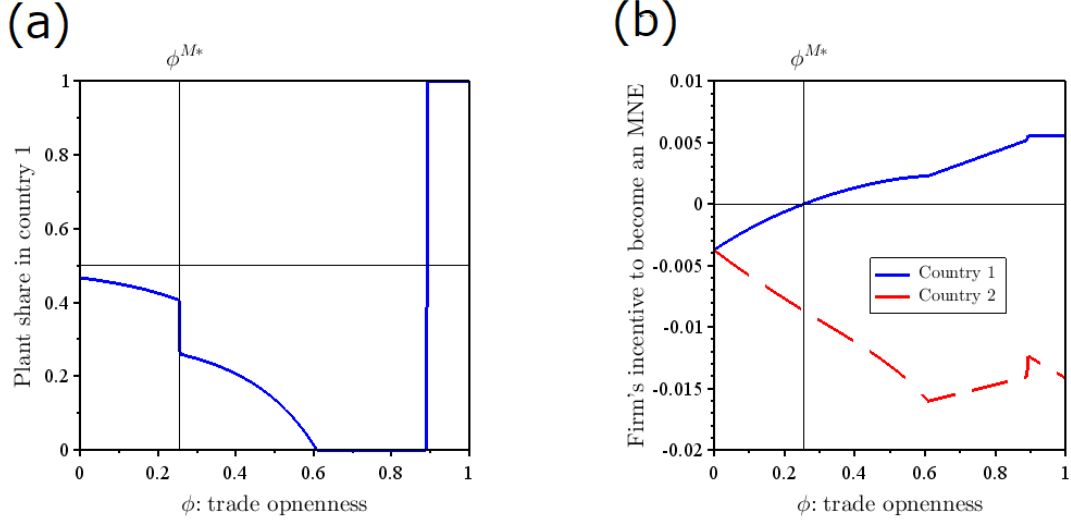 (a)
ϕᴹ*
1
0.8
0.6
0.4
0.2
0
0
0.2
0.4
0.6
0.8
1
Plant share in country 1
ϕ: trade opnenness
(b)
ϕᴹ*
0.01
0.005
0
-0.005
-0.01
-0.015
-0.02
0
0.2
0.4
0.6
0.8
1
Firm's incentive to become an MNE
Country 1
Country 2
ϕ: trade opnenness